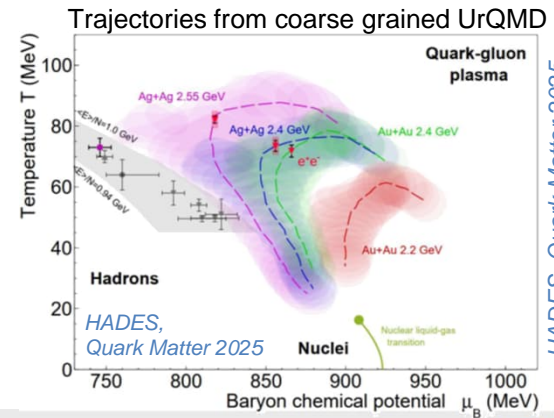 Trajectories from coarse grained UrQMD
Temperature T (MeV)
100
80
60
40
20
0
Quark-gluon
plasma
Ag+Ag 2.55 GeV
Ag+Ag 2.4 GeV
Au+Au 2.4 GeV
e⁺e⁻
Au+Au 2.2 GeV
<E>/N=1.0 GeV
<E>/N=0.94 GeV
Hadrons
HADES,
Quark Matter 2025
Nuclei
Nuclear liquid-gas
transition
750
800
850
900
950
1000
Baryon chemical potential μB (MeV)
HADES, Quark Matter 2025